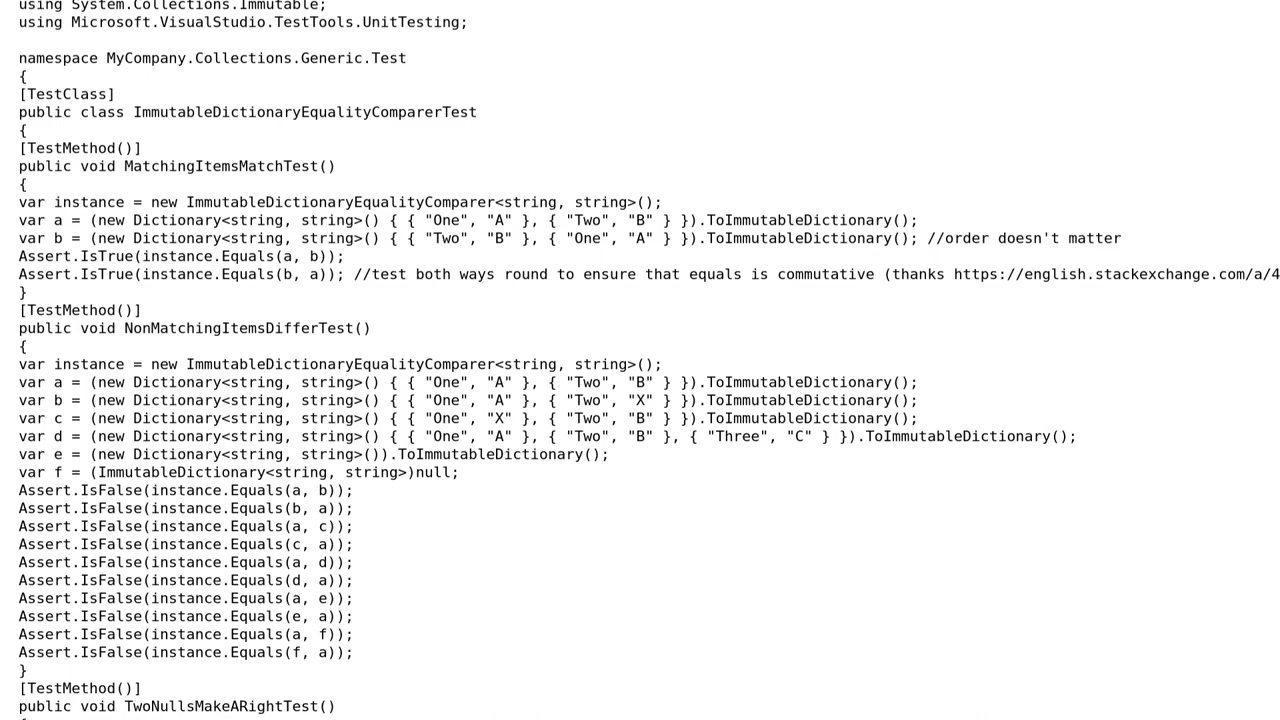 using System.Collections.Immutable;
using Microsoft.VisualStudio.TestTools.UnitTesting;
namespace MyCompany.Collections.Generic.Test
{
[TestClass]
public class ImmutableDictionaryEqualityComparerTest
{
[TestMethod()]
public void MatchingItemsMatchTest()
{
var instance = new ImmutableDictionaryEqualityComparer<string, string>();
var a = (new Dictionary<string, string>() { { "One", "A" }, { "Two", "B" } }).ToImmutableDictionary();
var b = (new Dictionary<string, string>() { { "Two", "B" }, { "One", "A" } }).ToImmutableDictionary(); //order doesn't matter
Assert.IsTrue(instance.Equals(a, b));
Assert.IsTrue(instance.Equals(b, a)); //test both ways round to ensure that equals is commutative (thanks https://english.stackexchange.com/a/4
}
[TestMethod()]
public void NonMatchingItemsDifferTest()
{
var instance = new ImmutableDictionaryEqualityComparer<string, string>();
var a = (new Dictionary<string, string>() { { "One", "A" }, { "Two", "B" } }).ToImmutableDictionary();
var b = (new Dictionary<string, string>() { { "One", "A" }, { "Two", "X" } }).ToImmutableDictionary();
var c = (new Dictionary<string, string>() { { "One", "X" }, { "Two", "B" } }).ToImmutableDictionary();
var d = (new Dictionary<string, string>() { { "One", "A" }, { "Two", "B" }, { "Three", "C" } }).ToImmutableDictionary();
var e = (new Dictionary<string, string>()).ToImmutableDictionary();
var f = (ImmutableDictionary<string, string>)null;
Assert.IsFalse(instance.Equals(a, b));
Assert.IsFalse(instance.Equals(b, a));
Assert.IsFalse(instance.Equals(a, c));
Assert.IsFalse(instance.Equals(c, a));
Assert.IsFalse(instance.Equals(a, d));
Assert.IsFalse(instance.Equals(d, a));
Assert.IsFalse(instance.Equals(a, e));
Assert.IsFalse(instance.Equals(e, a));
Assert.IsFalse(instance.Equals(a, f));
Assert.IsFalse(instance.Equals(f, a));
}
[TestMethod()]
public void TwoNullsMakeARightTest()
{